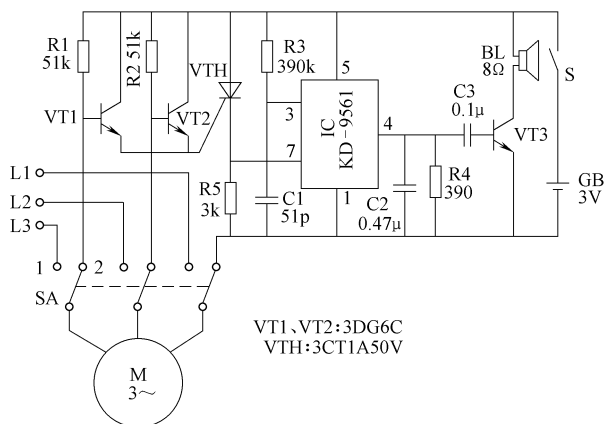 R1
51k
R2 51k
VTH
R3
390k
5
BL
8Ω
S
VT1
VT2
3
IC
KD-9561
4
C3
0.1μ
VT3
7
L1
L2
L3
R5
3k
C1
51p
1
C2
0.47μ
R4
390
GB
3V
1
2
SA
VT1、VT2:3DG6C
VTH:3CT1A50V
M
3~